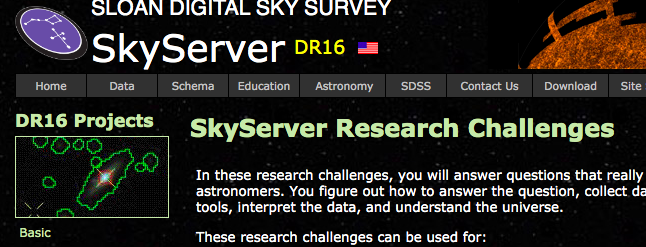 SLOAN DIGITAL SKY SURVEY
SkyServer DR16
Home Data Schema Education Astronomy SDSS Contact Us Download Site
DR16 Projects
SkyServer Research Challenges
In these research challenges, you will answer questions that really
astronomers. You figure out how to answer the question, collect da
tools, interpret the data, and understand the universe.
Basic
These research challenges can be used for: